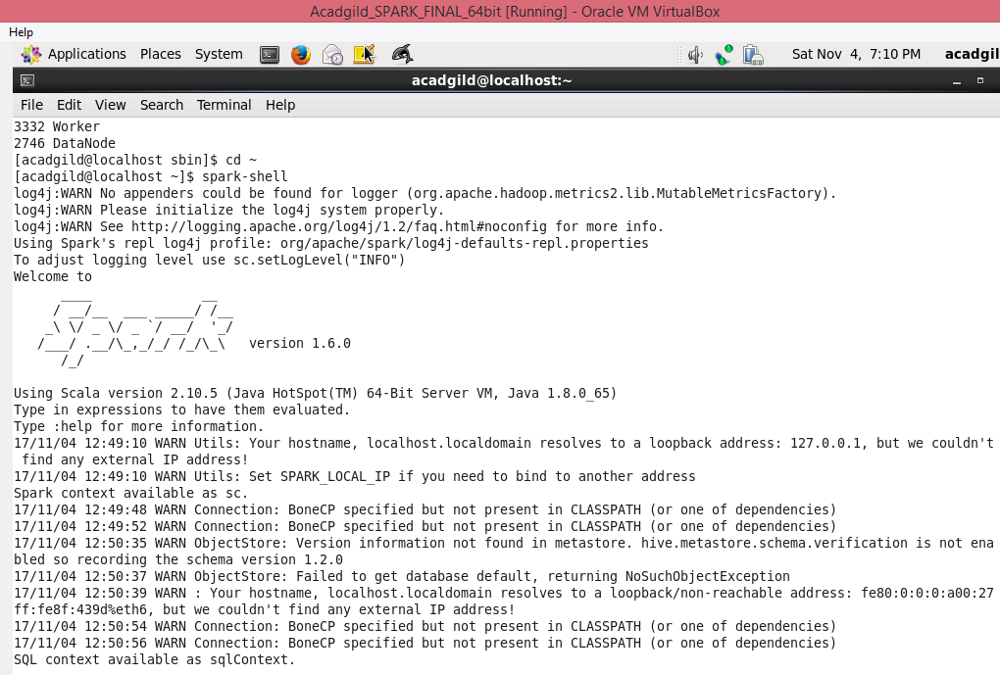 Acadgild_SPARK_FINAL_64bit [Running] - Oracle VM VirtualBox
Help
Applications Places System Sat Nov 4, 7:10 PM acadgil
acadgild@localhost:~
File Edit View Search Terminal Help
3332 Worker
2746 DataNode
[acadgild@localhost sbin]$ cd ~
[acadgild@localhost ~]$ spark-shell
log4j:WARN No appenders could be found for logger (org.apache.hadoop.metrics2.lib.MutableMetricsFactory).
log4j:WARN Please initialize the log4j system properly.
log4j:WARN See http://logging.apache.org/log4j/1.2/faq.html#noconfig for more info.
Using Spark's repl log4j profile: org/apache/spark/log4j-defaults-repl.properties
To adjust logging level use sc.setLogLevel("INFO")
Welcome to
      ____              __
     / __/__  ___ _____/ /__
    _\ \/ _ \/ _ `/ __/  '_/
   /___/ .__/\_,_/_/ /_/\_\   version 1.6.0
      /_/
Using Scala version 2.10.5 (Java HotSpot(TM) 64-Bit Server VM, Java 1.8.0_65)
Type in expressions to have them evaluated.
Type :help for more information.
17/11/04 12:49:10 WARN Utils: Your hostname, localhost.localdomain resolves to a loopback address: 127.0.0.1, but we couldn't
 find any external IP address!
17/11/04 12:49:10 WARN Utils: Set SPARK_LOCAL_IP if you need to bind to another address
Spark context available as sc.
17/11/04 12:49:48 WARN Connection: BoneCP specified but not present in CLASSPATH (or one of dependencies)
17/11/04 12:49:52 WARN Connection: BoneCP specified but not present in CLASSPATH (or one of dependencies)
17/11/04 12:50:35 WARN ObjectStore: Version information not found in metastore. hive.metastore.schema.verification is not ena
bled so recording the schema version 1.2.0
17/11/04 12:50:37 WARN ObjectStore: Failed to get database default, returning NoSuchObjectException
17/11/04 12:50:39 WARN : Your hostname, localhost.localdomain resolves to a loopback/non-reachable address: fe80:0:0:0:a00:27
ff:fe8f:439d%eth6, but we couldn't find any external IP address!
17/11/04 12:50:54 WARN Connection: BoneCP specified but not present in CLASSPATH (or one of dependencies)
17/11/04 12:50:56 WARN Connection: BoneCP specified but not present in CLASSPATH (or one of dependencies)
SQL context available as sqlContext.